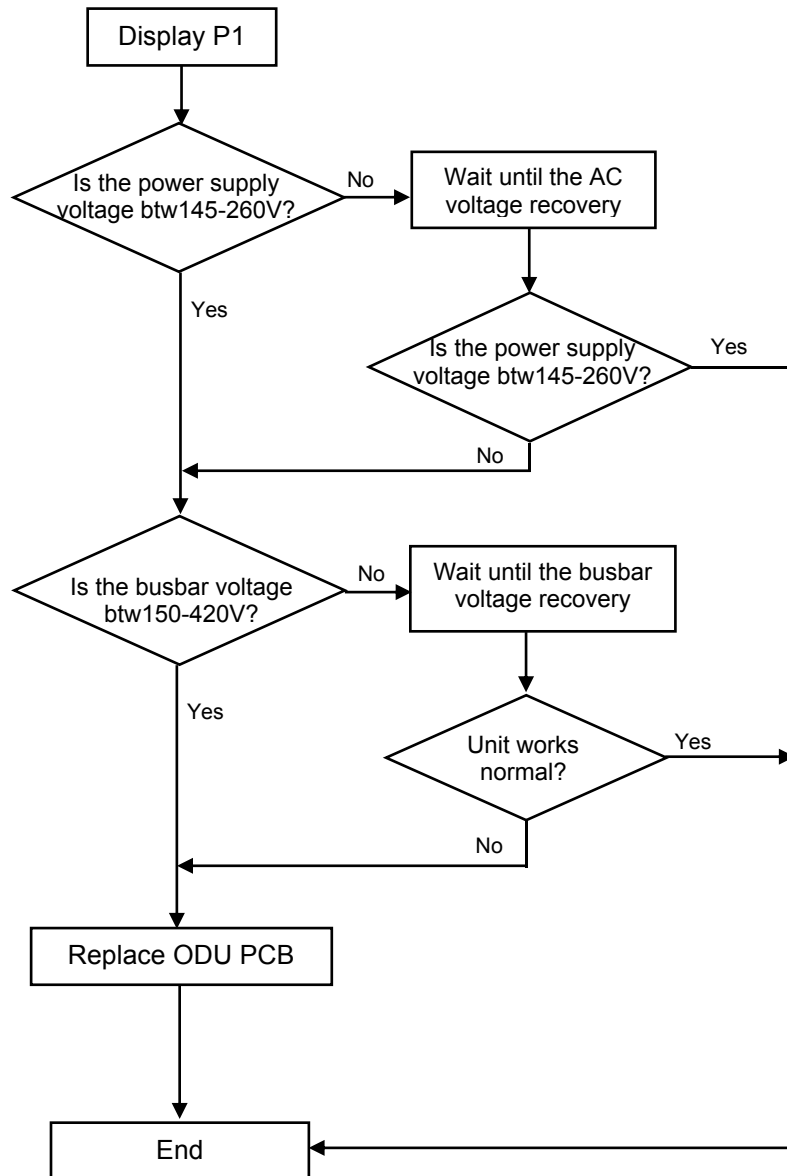 Display P1
Is the power supply
voltage btw145-260V?
No
Wait until the AC
voltage recovery
Yes
Is the power supply
voltage btw145-260V?
Yes
No
Is the busbar voltage
btw150-420V?
No
Wait until the busbar
voltage recovery
Yes
Unit works
normal?
Yes
No
Replace ODU PCB
End